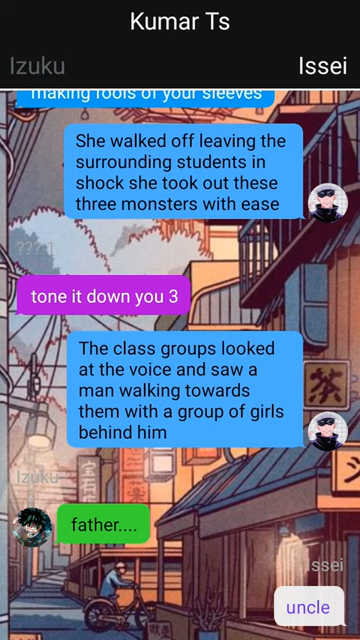 Kumar Ts
Izuku
Issei
making fools of your sleeves
She walked off leaving the
surrounding students in
shock she took out these
three monsters with ease
??? 1
tone it down you 3
The class groups looked
at the voice and saw a
man walking towards
them with a group of girls
behind him
Izuku
father....
Issei
uncle